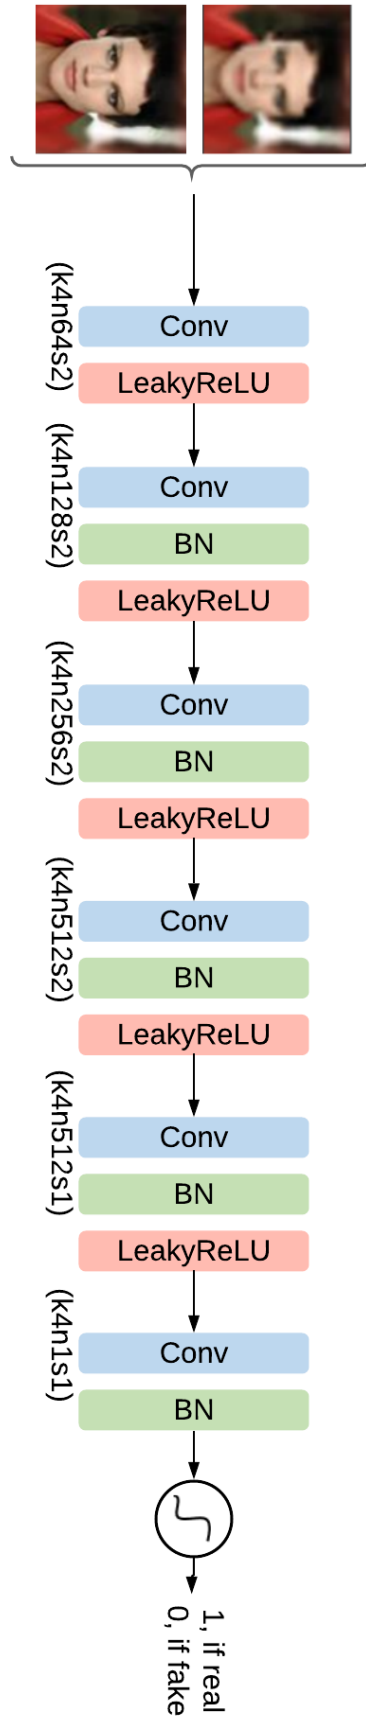 (k4n64s2)
Conv
LeakyReLU
(k4n128s2)
Conv
BN
LeakyReLU
(k4n256s2)
Conv
BN
LeakyReLU
(k4n512s2)
Conv
BN
LeakyReLU
(k4n512s1)
Conv
BN
LeakyReLU
(k4n1s1)
Conv
BN
1, if real
0, if fake